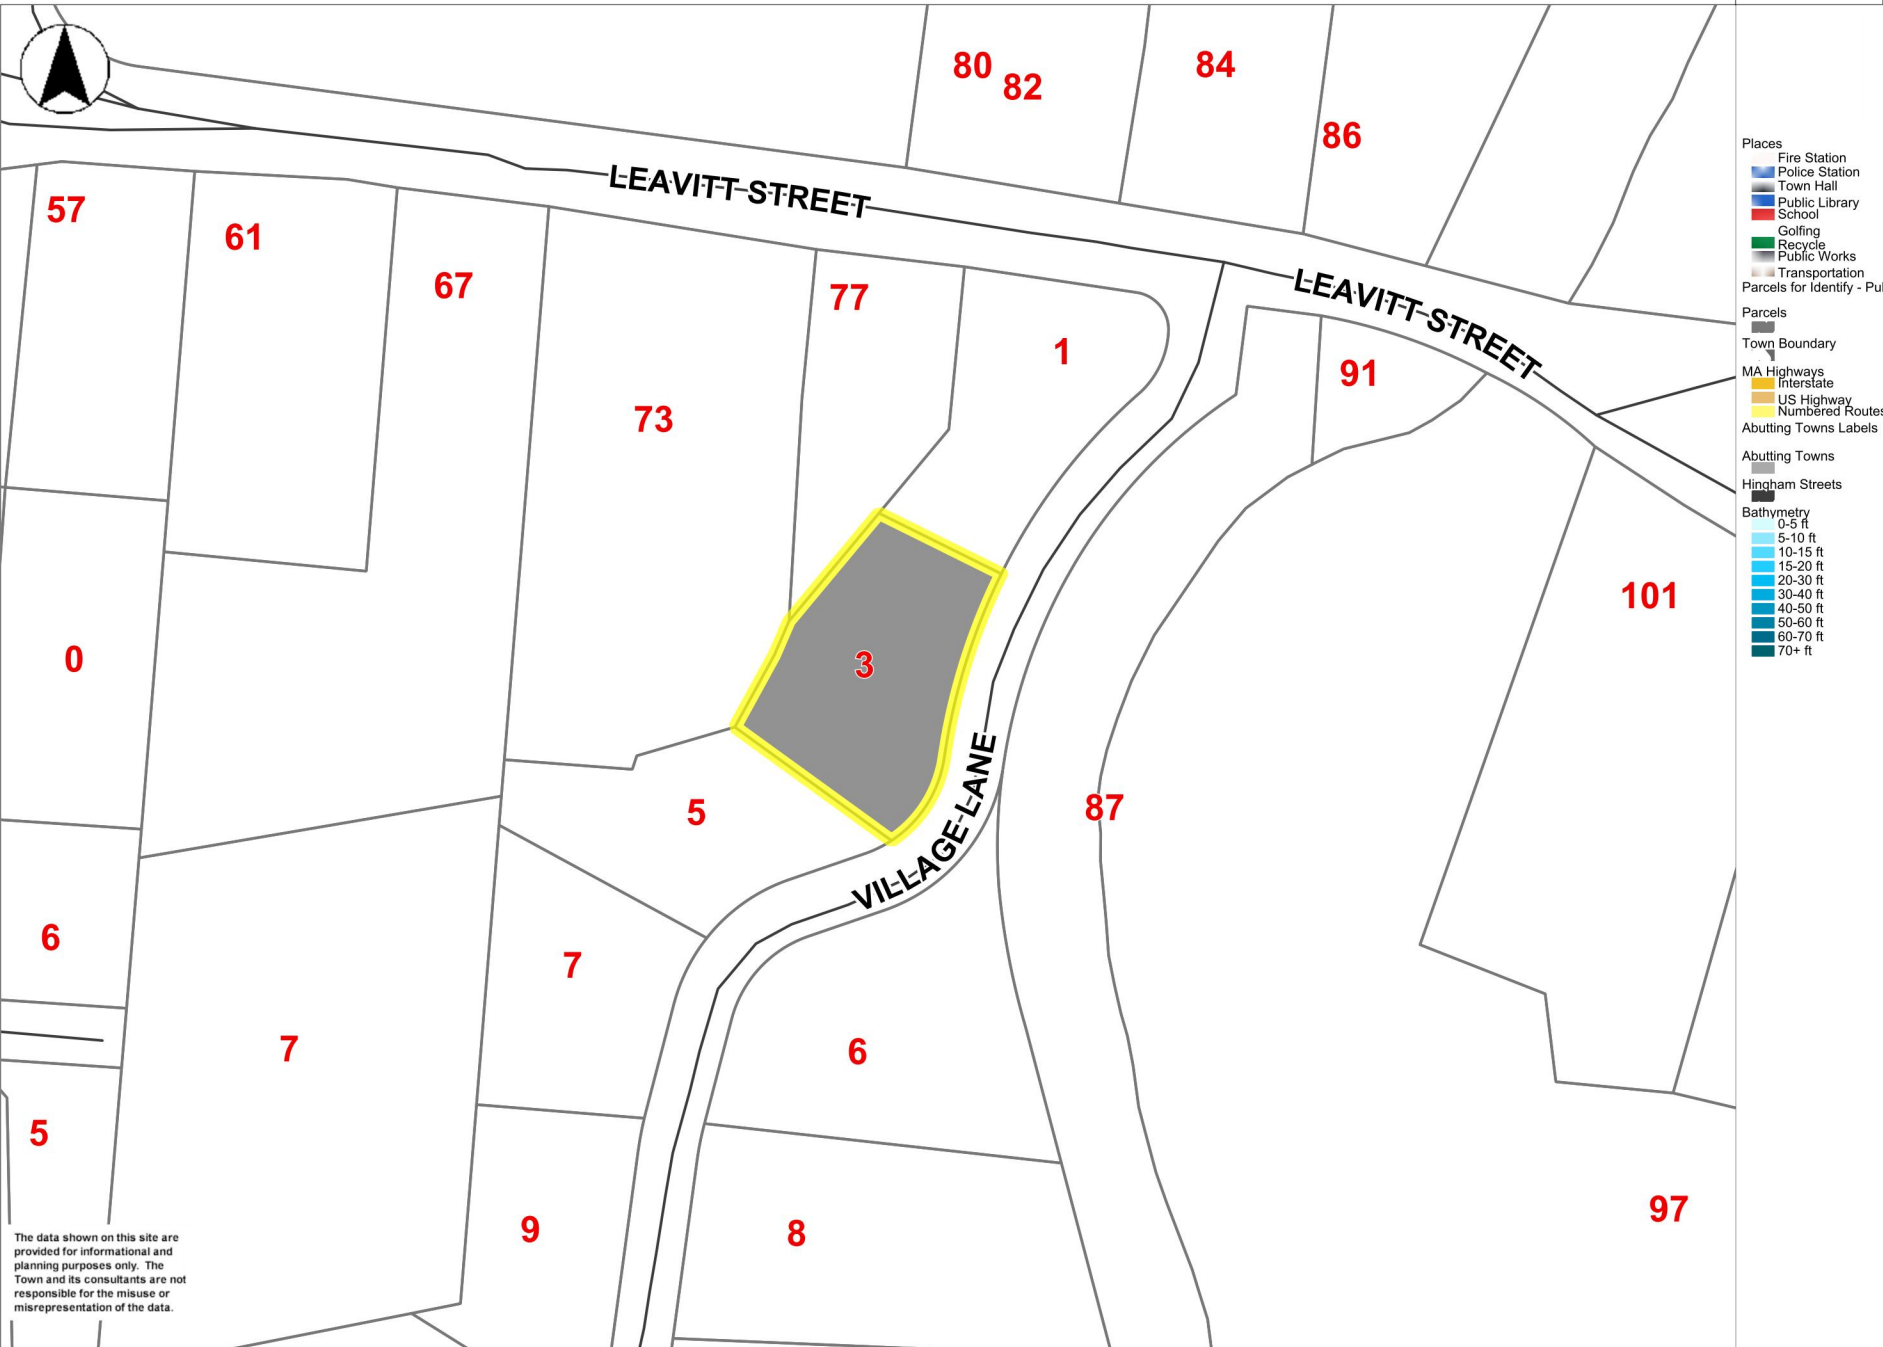 80
82
84
86
LEAVITT STREET
LEAVITT STREET
57
61
67
77
73
1
91
101
0
3
5
87
VILLAGE LANE
6
7
7
6
5
9
8
97
Places
Fire Station
Police Station
Town Hall
Public Library
School
Golfing
Recycle
Public Works
Transportation
Parcels for Identify - Pu
Parcels
Town Boundary
MA Highways
Interstate
US Highway
Numbered Routes
Abutting Towns Labels
Abutting Towns
Hingham Streets
Bathymetry
0-5 ft
5-10 ft
10-15 ft
15-20 ft
20-30 ft
30-40 ft
40-50 ft
50-60 ft
60-70 ft
70+ ft
The data shown on this site are
provided for informational and
planning purposes only. The
Town and its consultants are not
responsible for the misuse or
misrepresentation of the data.